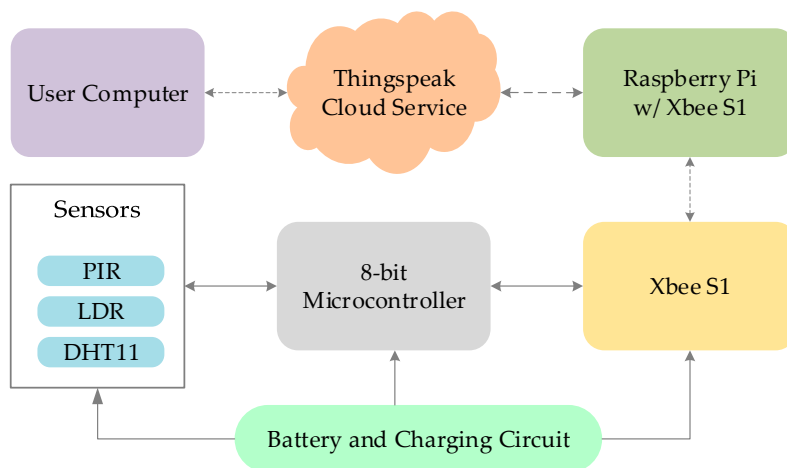 User Computer
Thingspeak
Cloud Service
Raspberry Pi
w/ Xbee S1
Sensors
PIR
LDR
DHT11
8-bit
Microcontroller
Xbee S1
Battery and Charging Circuit